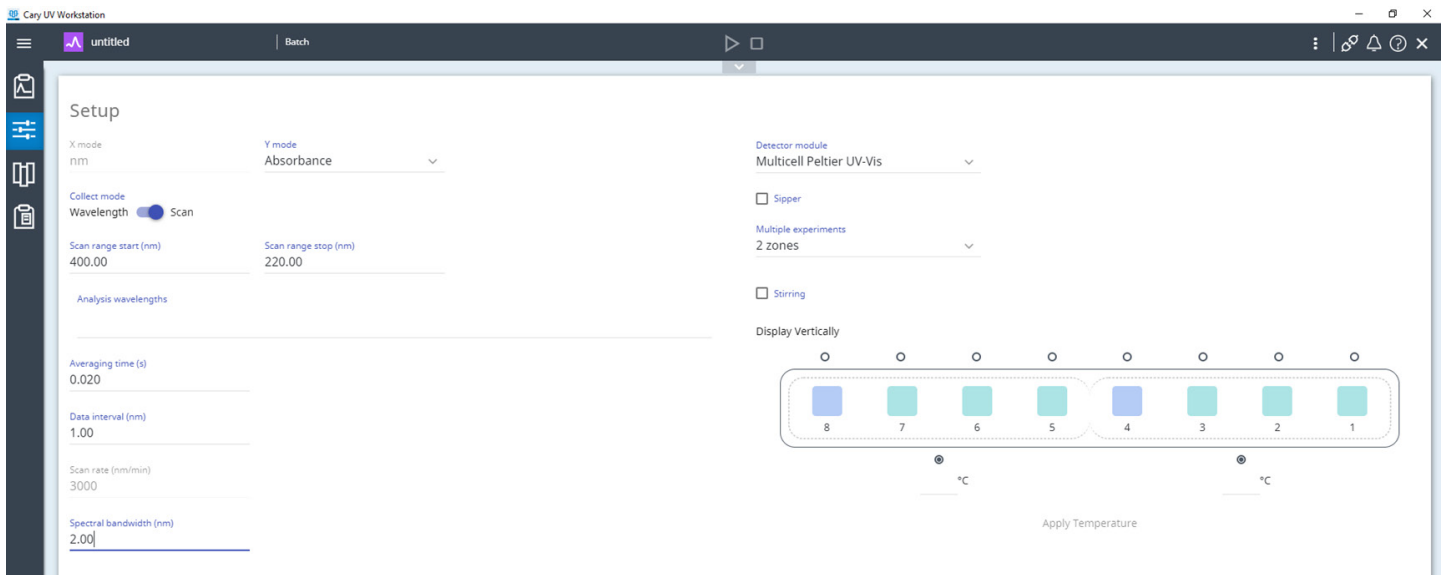 Cary UV Workstation
untitled
Batch
Setup
X mode
nm
Y mode
Absorbance
Collect mode
Wavelength Scan
Scan range start (nm)
400.00
Scan range stop (nm)
220.00
Analysis wavelengths
Averaging time (s)
0.020
Data interval (nm)
1.00
Scan rate (nm/min)
3000
Spectral bandwidth (nm)
2.00
Detector module
Multicell Peltier UV-Vis
Sipper
Multiple experiments
2 zones
Stirring
Display Vertically
8 7 6 5 4 3 2 1
°C °C
Apply Temperature